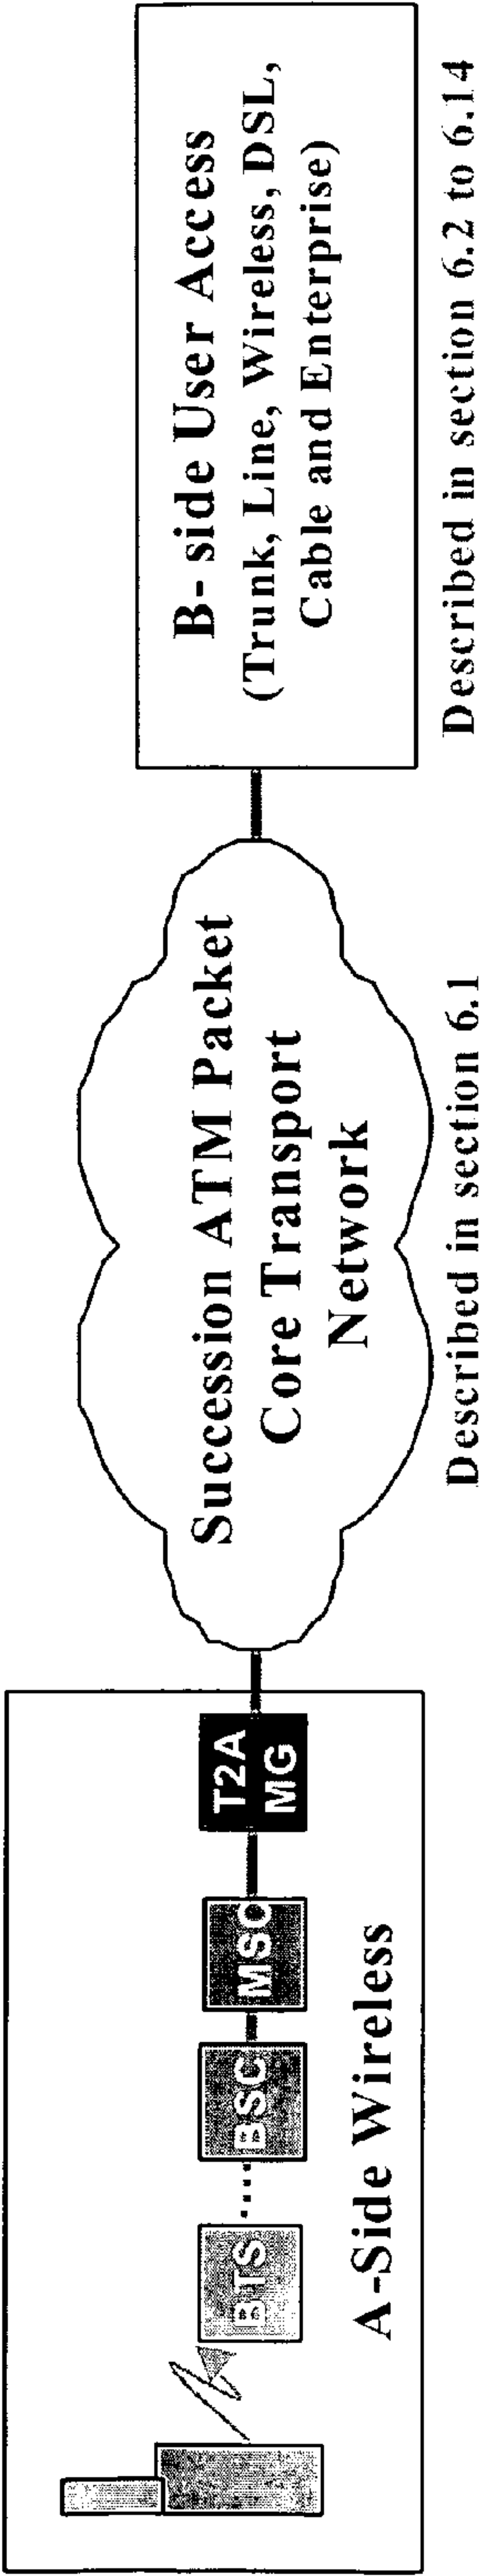 BTS
BSC
MSC
T2A
MG
A-Side Wireless
Succession ATM Packet
Core Transport
Network
Described in section 6.1
B- side User Access
(Trunk, Line, Wireless, DSL,
Cable and Enterprise)
Described in section 6.2 to 6.14